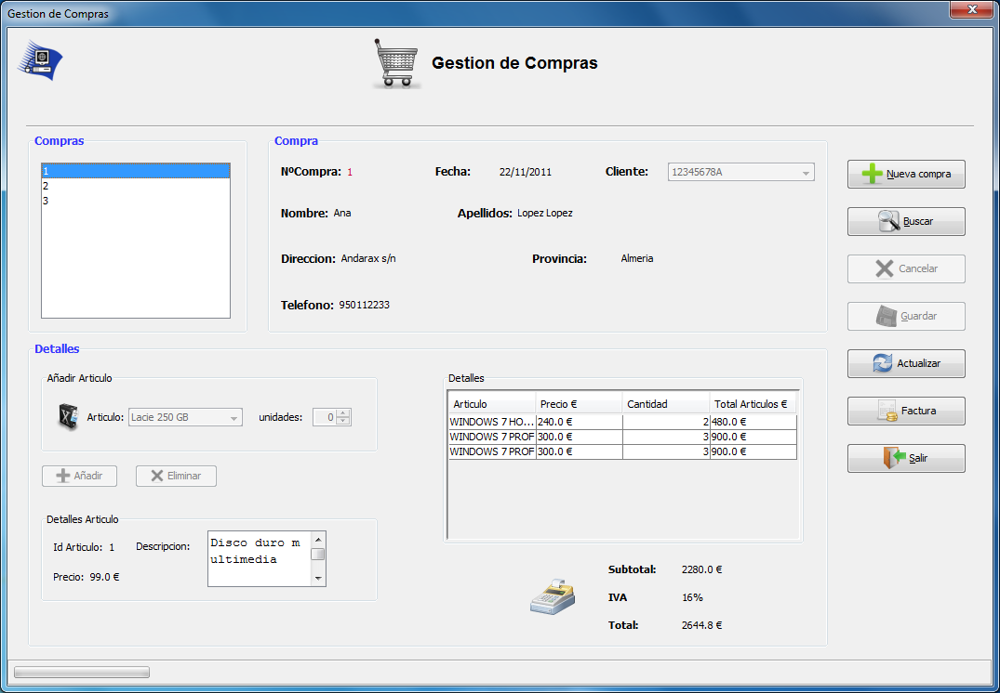 Gestion de Compras
Gestion de Compras
Compras
1
2
3
Compra
NºCompra: 1 Fecha: 22/11/2011 Cliente: 12345678A
Nombre: Ana Apellidos: Lopez Lopez
Direccion: Andarax s/n Provincia: Almeria
Telefono: 950112233
Nueva compra
Buscar
Cancelar
Guardar
Actualizar
Factura
Salir
Detalles
Añadir Articulo
Articulo: Lacie 250 GB unidades: 0
Añadir Eliminar
Detalles Articulo
Id Articulo: 1 Descripcion: Disco duro m
ultimedia
Precio: 99.0 €
Detalles
Articulo Precio € Cantidad Total Articulos €
WINDOWS 7 HO... 240.0 € 2 480.0 €
WINDOWS 7 PROF 300.0 € 3 900.0 €
WINDOWS 7 PROF 300.0 € 3 900.0 €
Subtotal: 2280.0 €
IVA 16%
Total: 2644.8 €